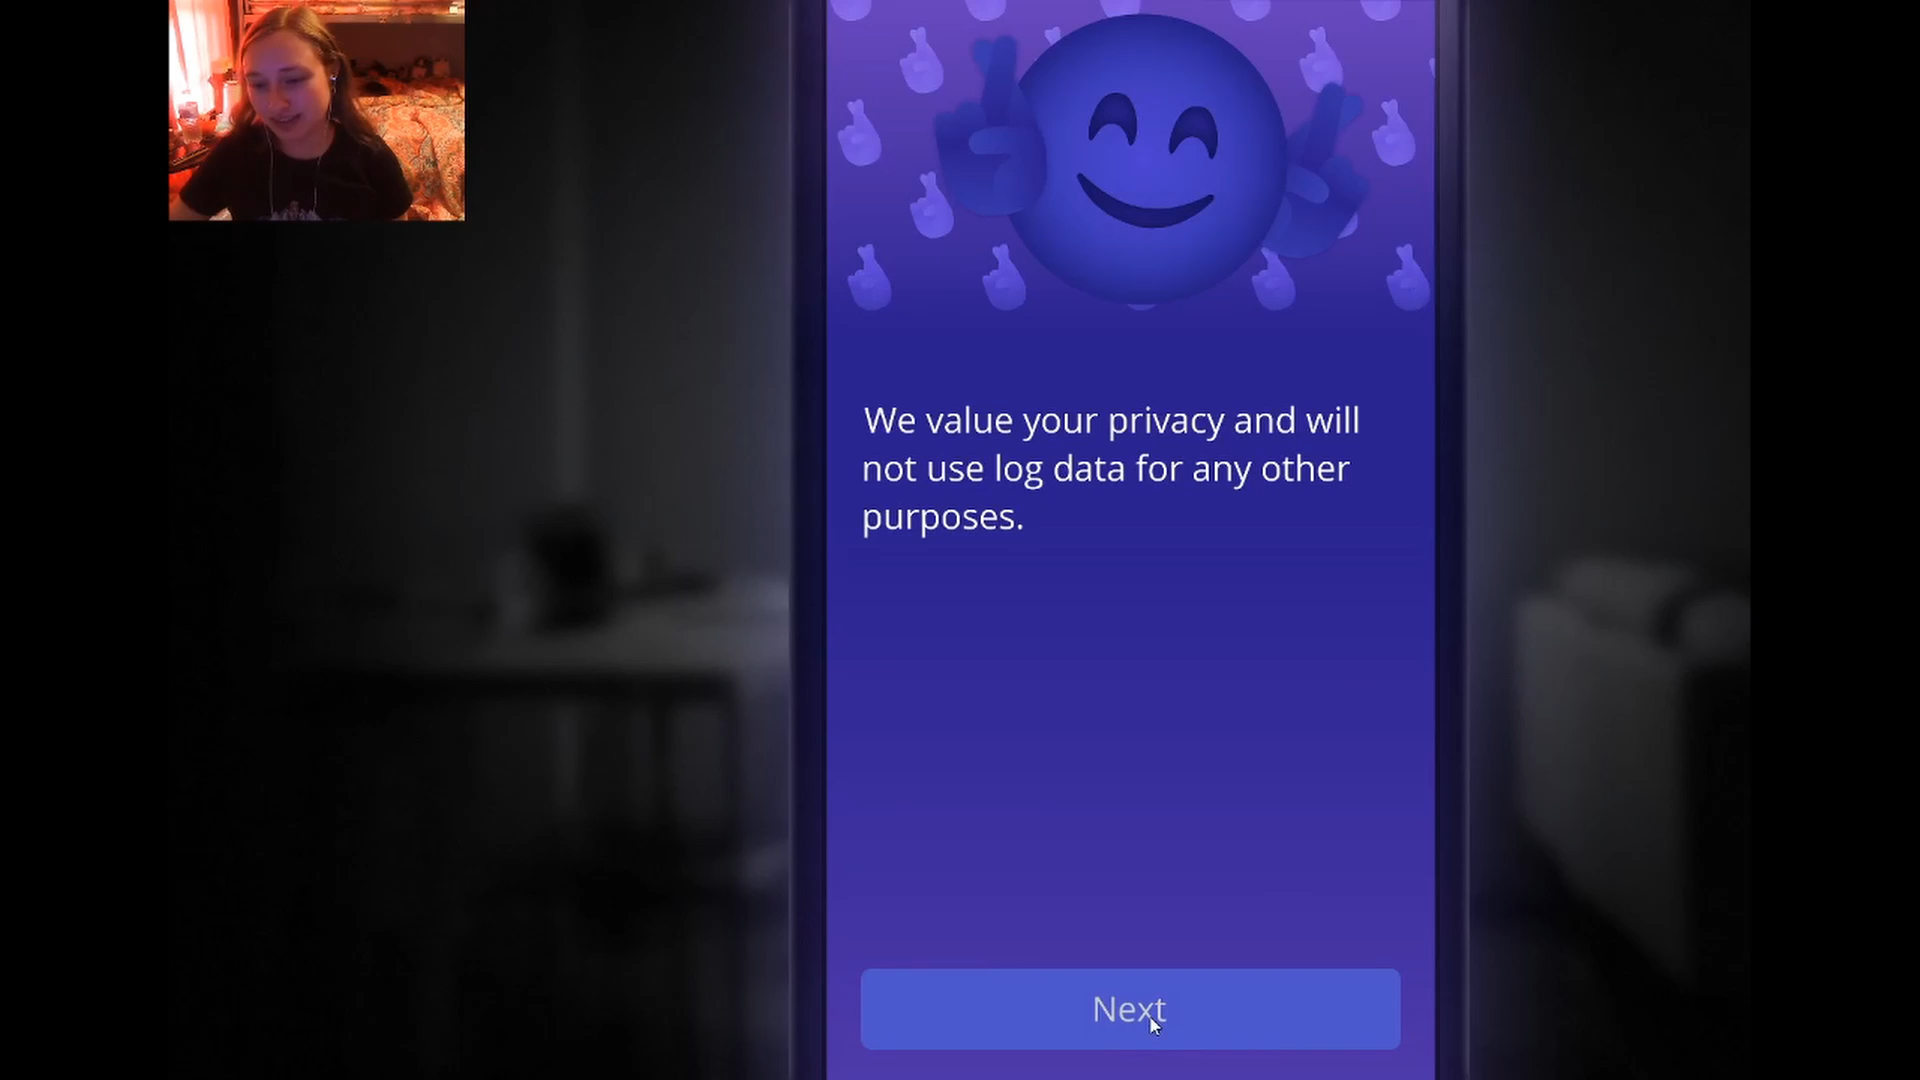 We value your privacy and will
not use log data for any other
purposes.
Next